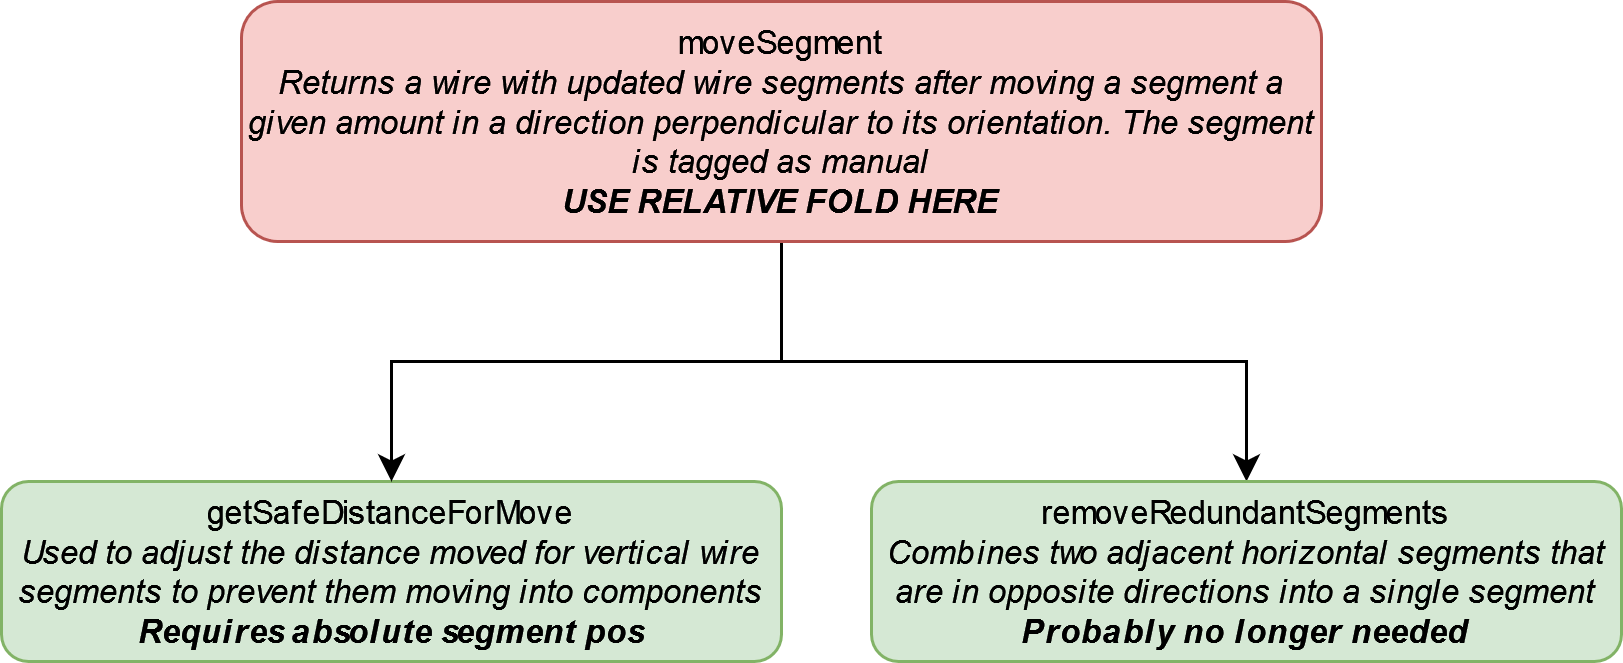 moveSegment
Returns a wire with updated wire segments after moving a segment a
given amount in a direction perpendicular to its orientation. The segment
is tagged as manual
USE RELATIVE FOLD HERE
getSafeDistanceForMove
Used to adjust the distance moved for vertical wire
segments to prevent them moving into components
Requires absolute segment pos
removeRedundantSegments
Combines two adjacent horizontal segments that
are in opposite directions into a single segment
Probably no longer needed